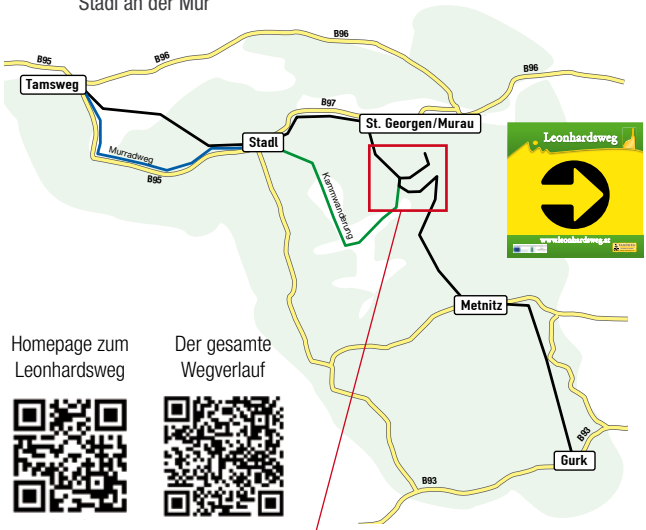 Stadl an der Mur
B96
B95
B96
B96
Tamsweg
B97
St. Georgen/Murau
Stadl
Murradweg
B95
Kammwanderung
Leonhardsweg
www.leonhardsweg.at
Metnitz
Homepage zum
Leonhardsweg
Der gesamte
Wegverlauf
B93
Gurk
B93